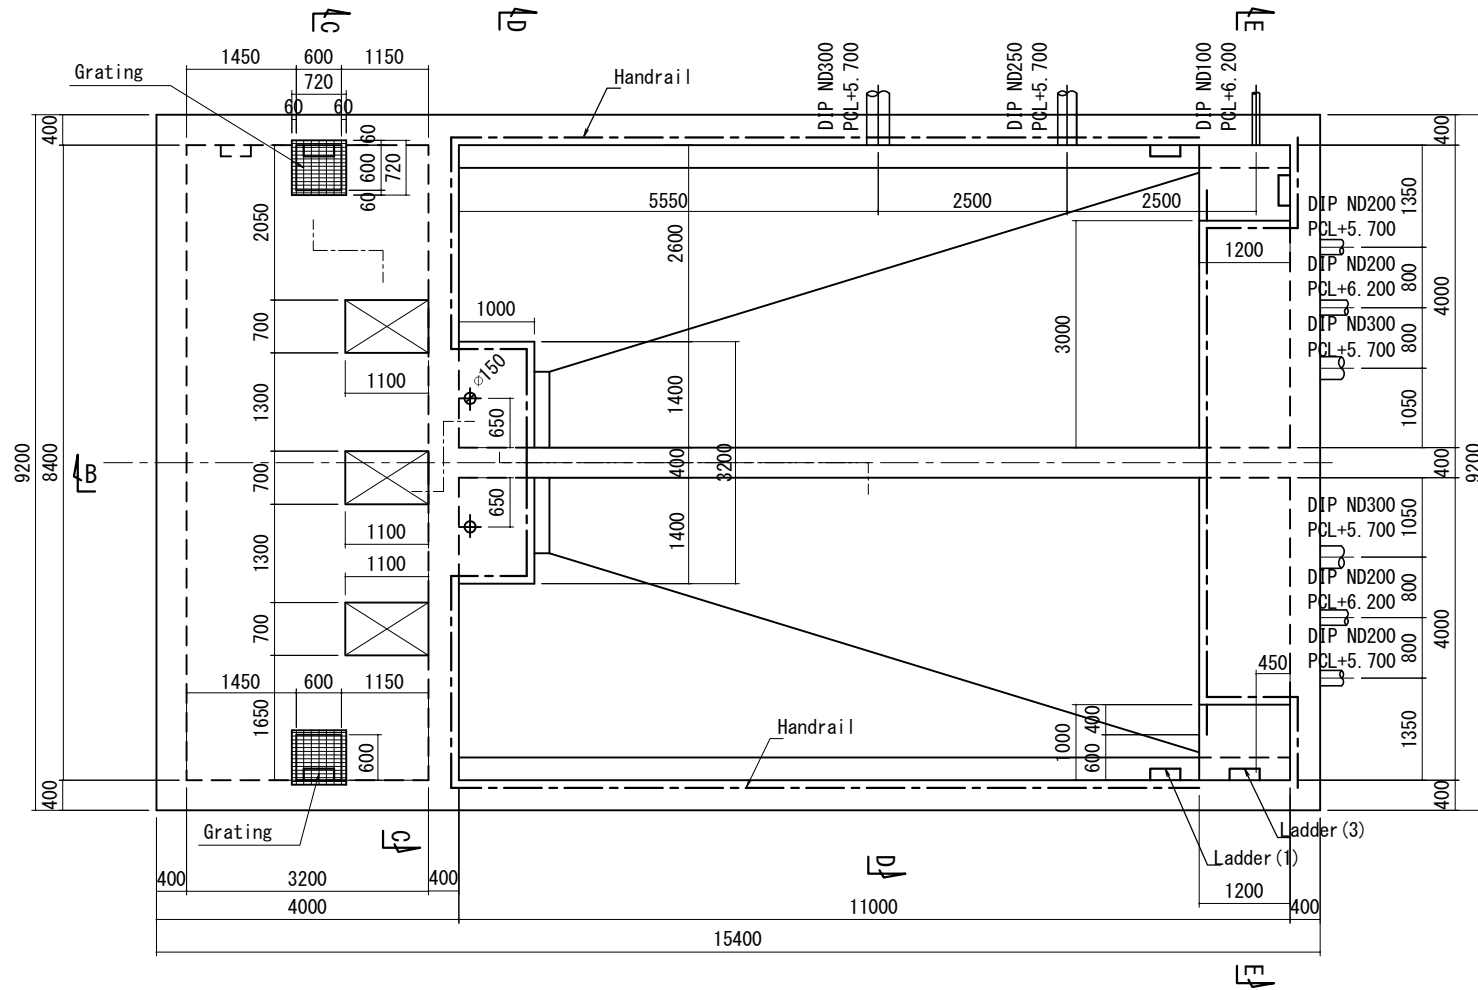 C
D
E
1450
600
1150
720
60
60
Grating
Handrail
DIP ND300
PCL+5.700
DIP ND250
PCL+5.700
DIP ND100
PCL+6.200
400
60
600
720
60
2050
5550
2500
2500
2600
1200
400
1350
DIP ND200
PCL+5.700
DIP ND200
PCL+6.200
800
DIP ND300
PCL+5.700
800
4000
1050
700
1100
1000
3000
ø150
1300
650
1400
9200
8400
B
700
400
3200
650
400
9200
1100
1300
1100
1400
DIP ND300
PCL+5.700
1050
DIP ND200
PCL+6.200
800
DIP ND200
PCL+5.700
800
4000
700
450
1450
600
1150
1650
600
Handrail
1000
400
600
1350
400
400
Grating
C
Ladder(3)
Ladder(1)
D
400
3200
400
1200
4000
11000
400
15400
E